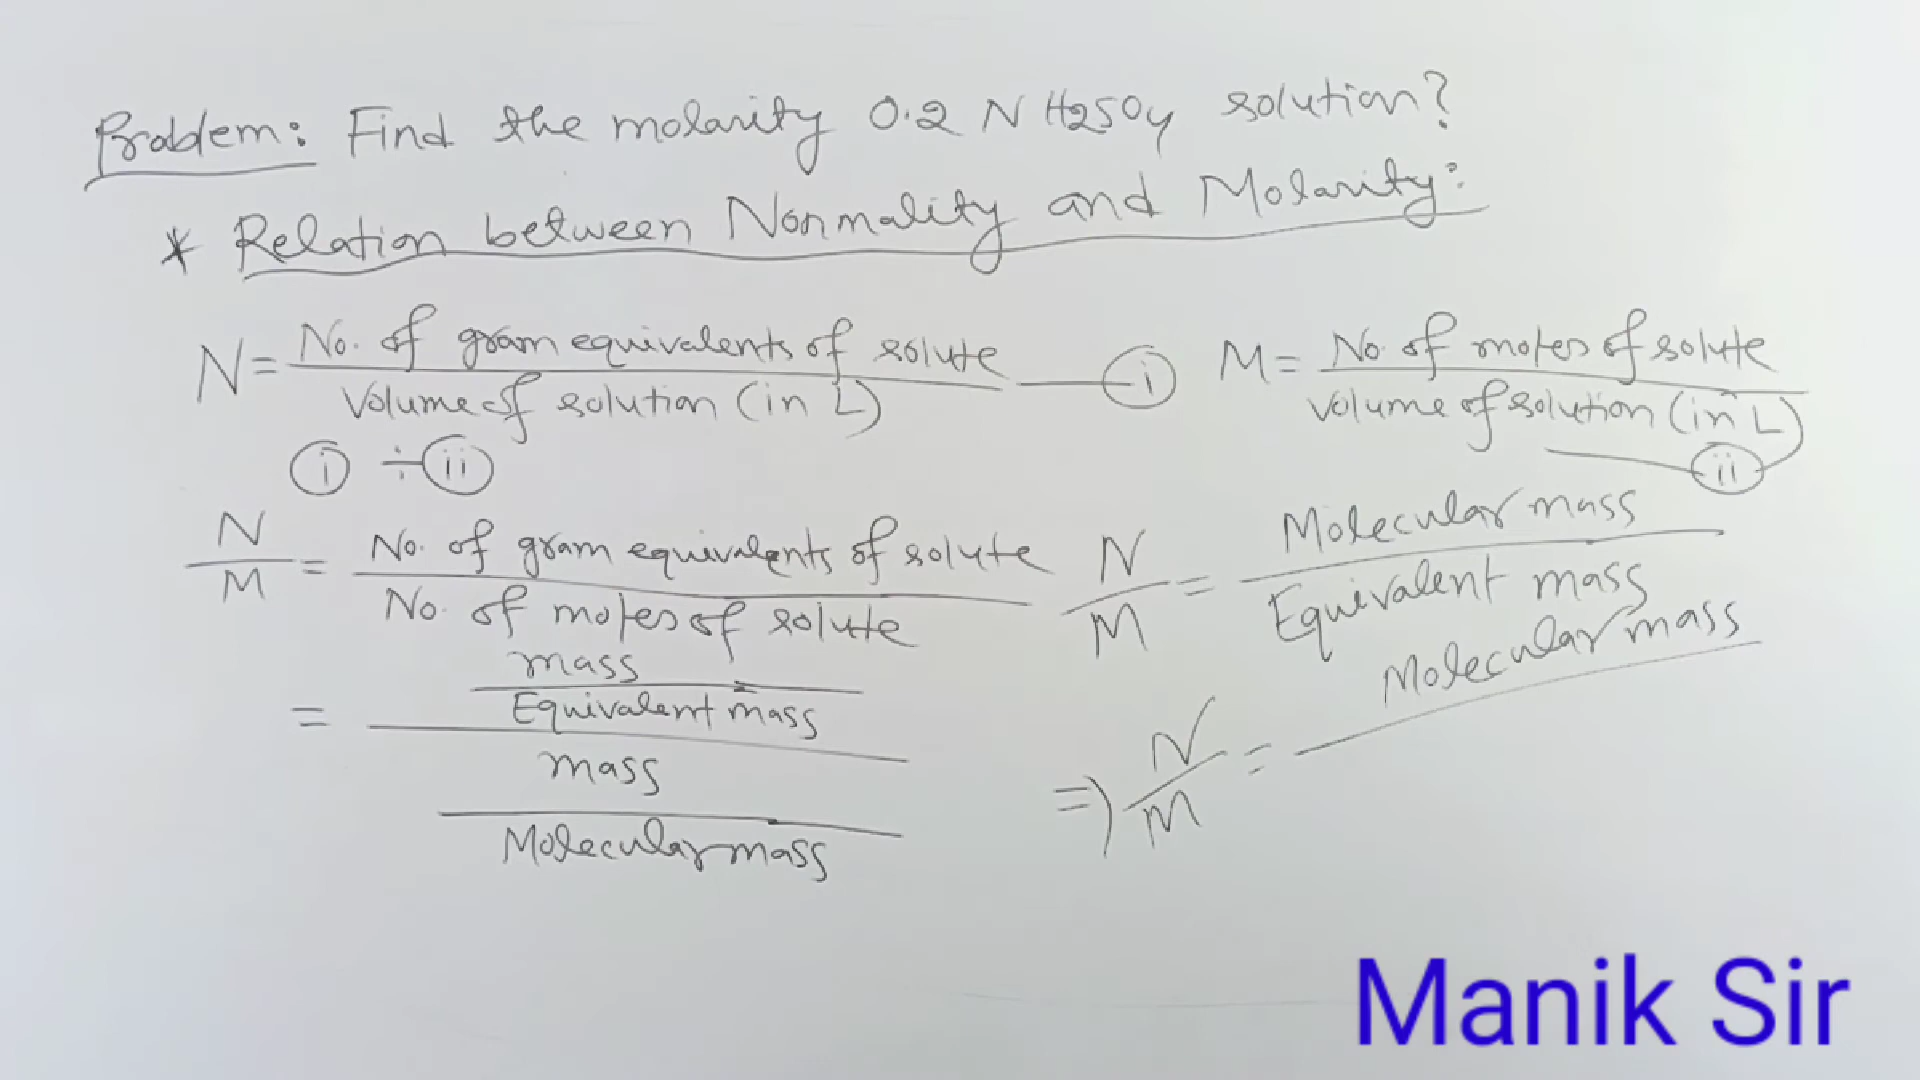 Problem: Find the molarity 0.2 N H2SO4 solution?
* Relation between Normality and Molarity:
N = No. of gram equivalents of solute / Volume of solution (in L) — (i)
M = No. of moles of solute / volume of solution (in L) — (ii)
(i) ÷ (ii)
N/M = No. of gram equivalents of solute / No. of moles of solute
= mass / Equivalent mass / mass / Molecular mass
N/M = Molecular mass / Equivalent mass
=> N/M = Molecular mass
Manik Sir